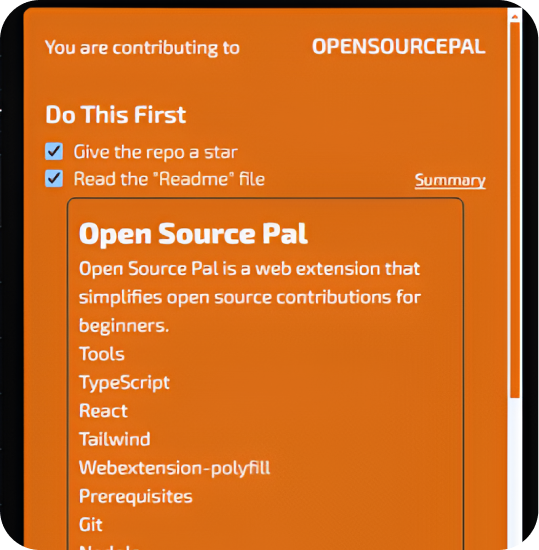 You are contributing to OPENSOURCEPAL
Do This First
Give the repo a star
Read the "Readme" file Summary
Open Source Pal
Open Source Pal is a web extension that
simplifies open source contributions for
beginners.
Tools
TypeScript
React
Tailwind
Webextension-polyfill
Prerequisites
Git